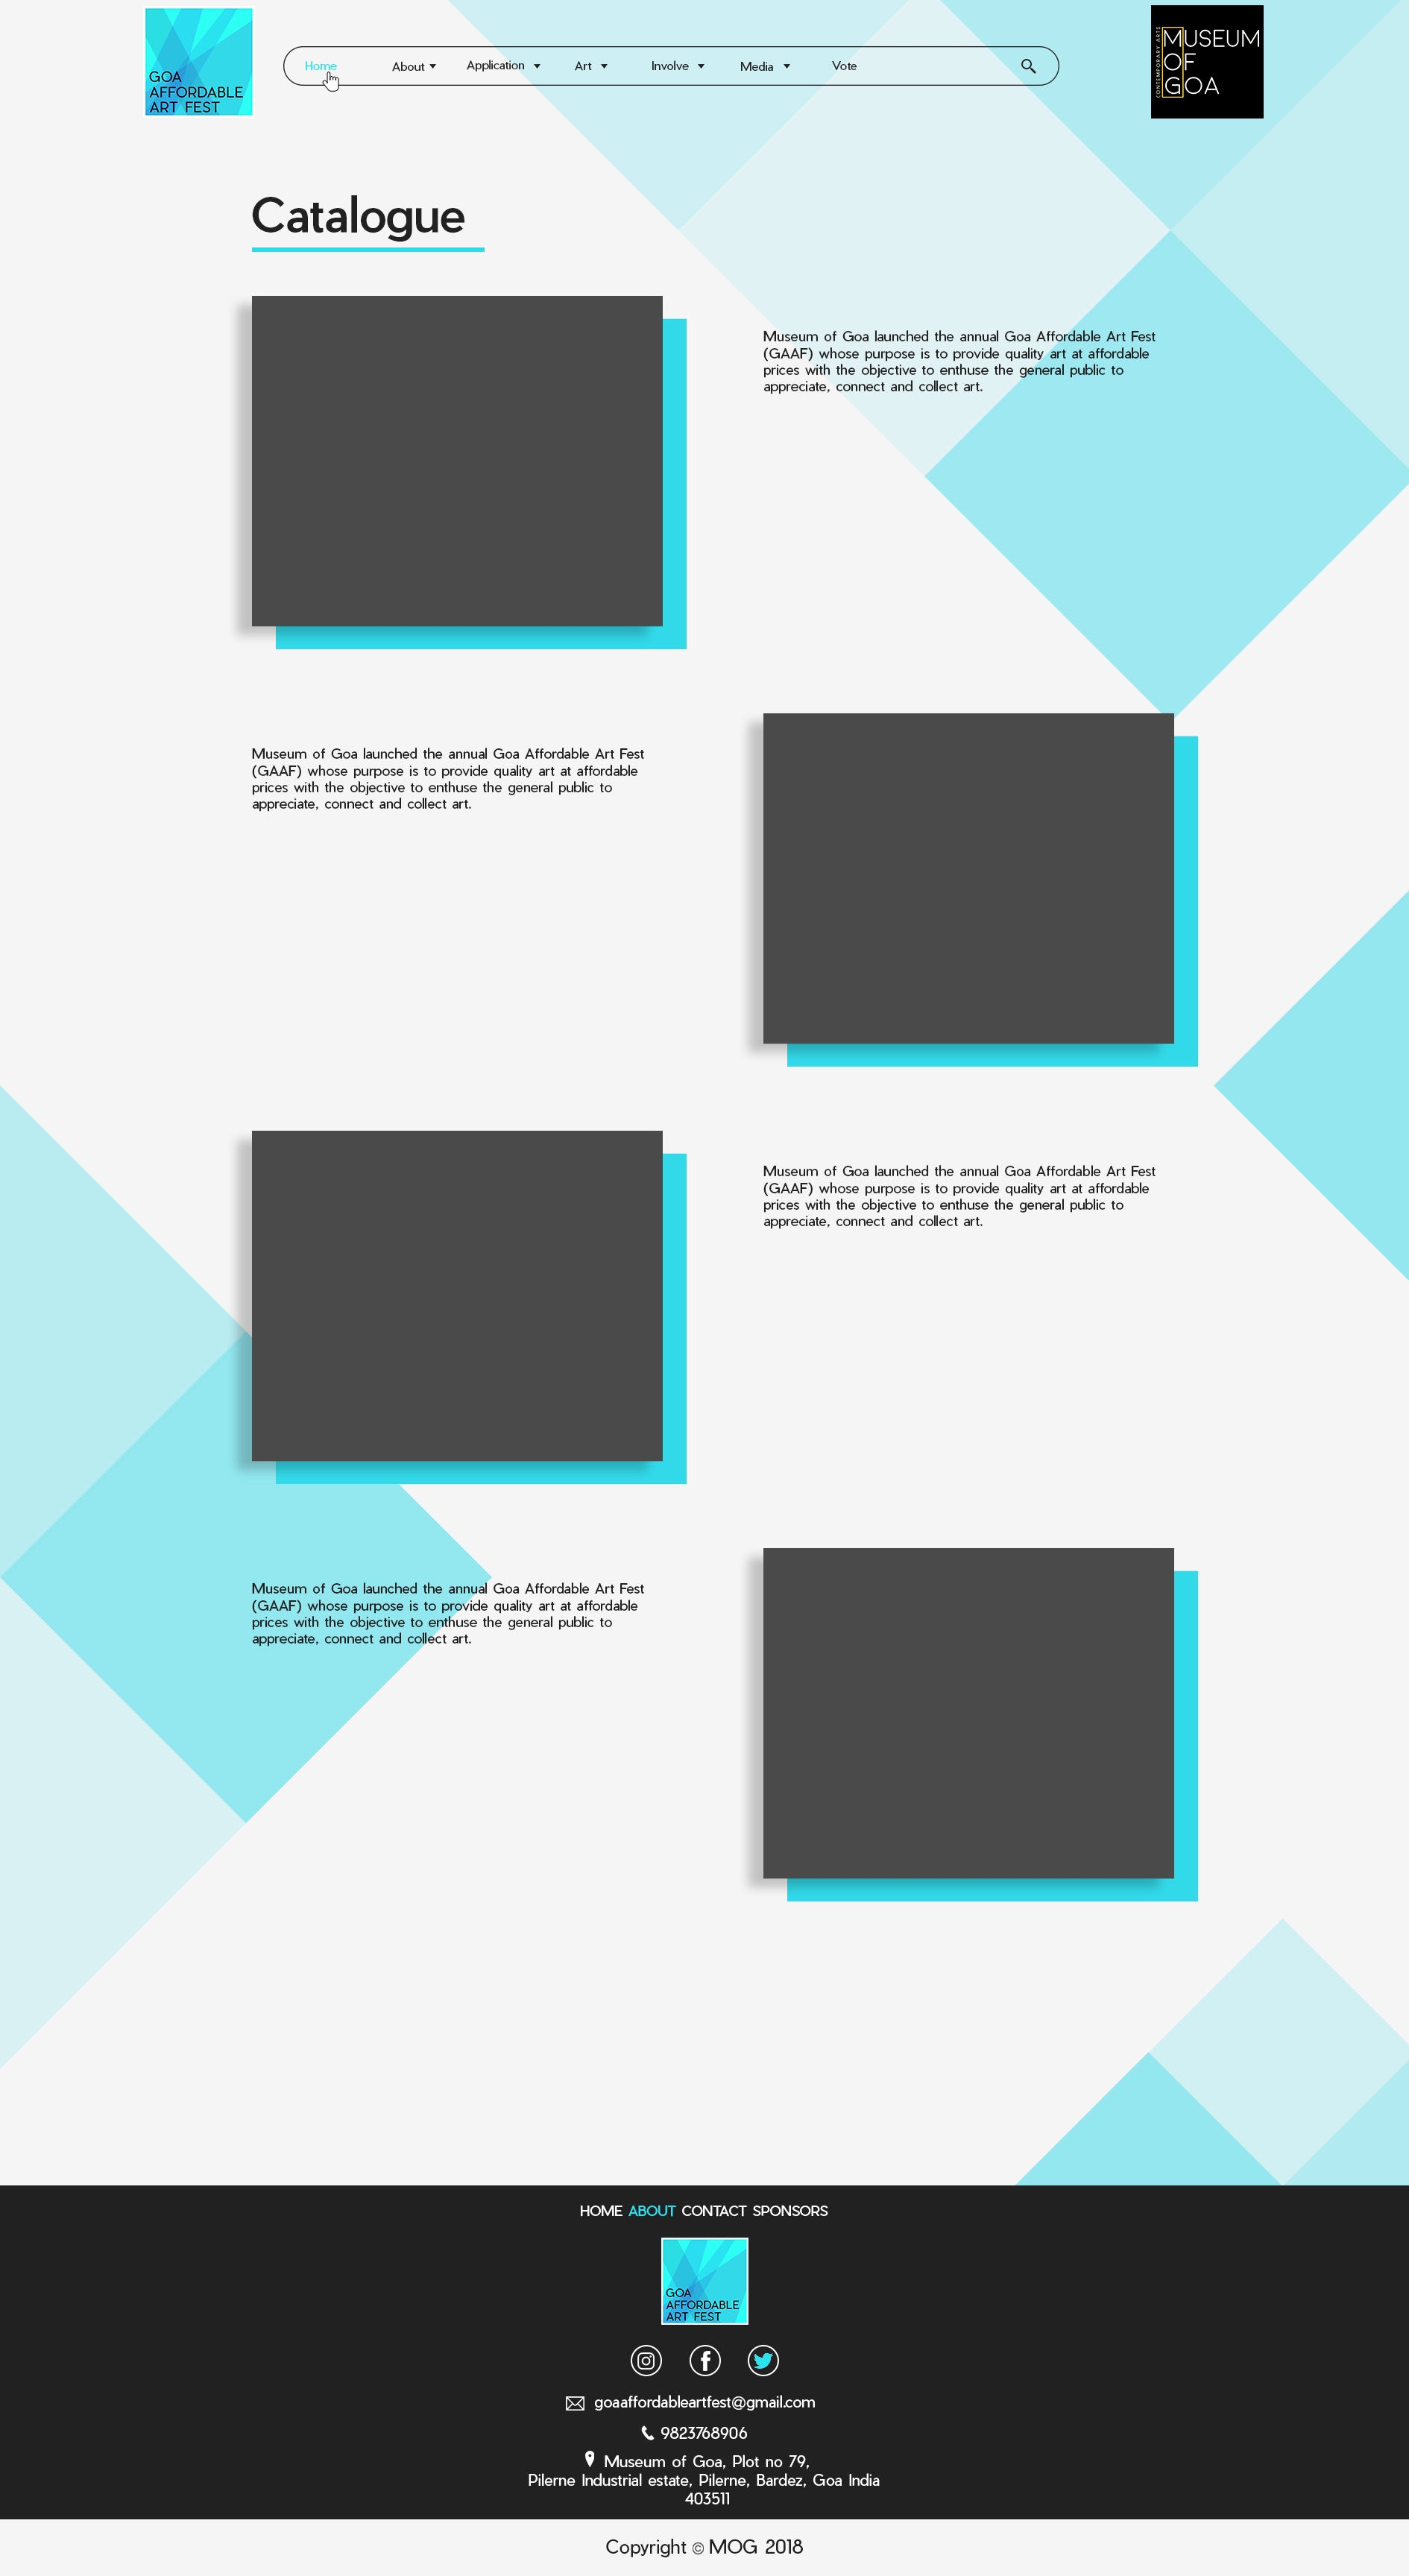 GOA
AFFORDABLE
ART FEST
Home About Application Art Involve Media Vote
CONTEMPORARY ARTS
MUSEUM
OF
GOA
Catalogue
Museum of Goa launched the annual Goa Affordable Art Fest
(GAAF) whose purpose is to provide quality art at affordable
prices with the objective to enthuse the general public to
appreciate, connect and collect art.
Museum of Goa launched the annual Goa Affordable Art Fest
(GAAF) whose purpose is to provide quality art at affordable
prices with the objective to enthuse the general public to
appreciate, connect and collect art.
Museum of Goa launched the annual Goa Affordable Art Fest
(GAAF) whose purpose is to provide quality art at affordable
prices with the objective to enthuse the general public to
appreciate, connect and collect art.
Museum of Goa launched the annual Goa Affordable Art Fest
(GAAF) whose purpose is to provide quality art at affordable
prices with the objective to enthuse the general public to
appreciate, connect and collect art.
HOME ABOUT CONTACT SPONSORS
GOA
AFFORDABLE
ART FEST
goaaffordableartfest@gmail.com
9823768906
Museum of Goa, Plot no 79,
Pilerne Industrial estate, Pilerne, Bardez, Goa India
403511
Copyright © MOG 2018